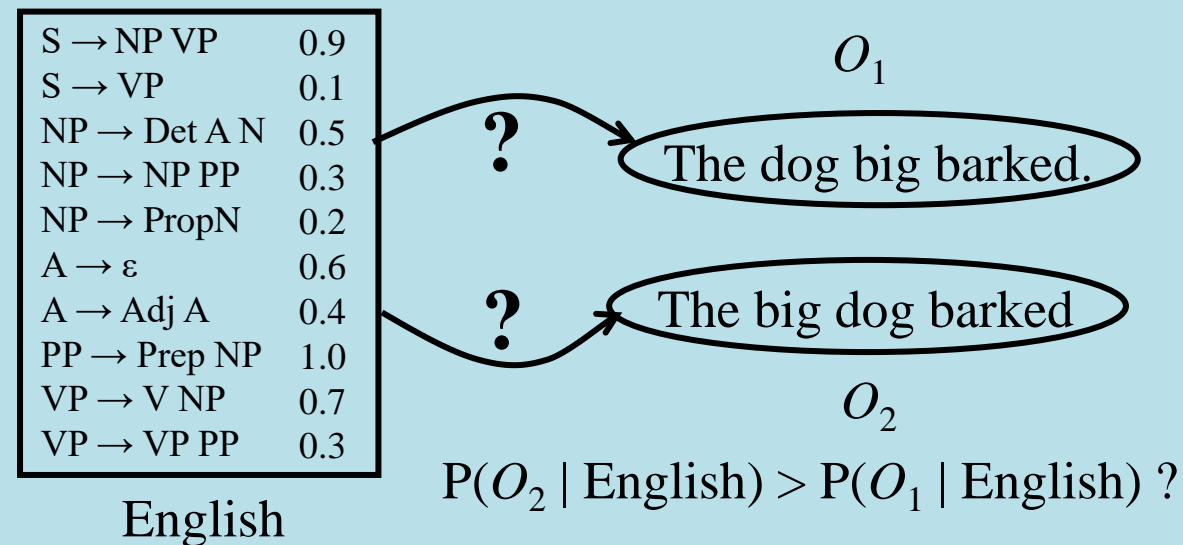 S → NP VP 0.9
S → VP 0.1
NP → Det A N 0.5
NP → NP PP 0.3
NP → PropN 0.2
A → ε 0.6
A → Adj A 0.4
PP → Prep NP 1.0
VP → V NP 0.7
VP → VP PP 0.3
English
?
?
O₁
The dog big barked.
The big dog barked
O₂
P(O₂ | English) > P(O₁ | English) ?